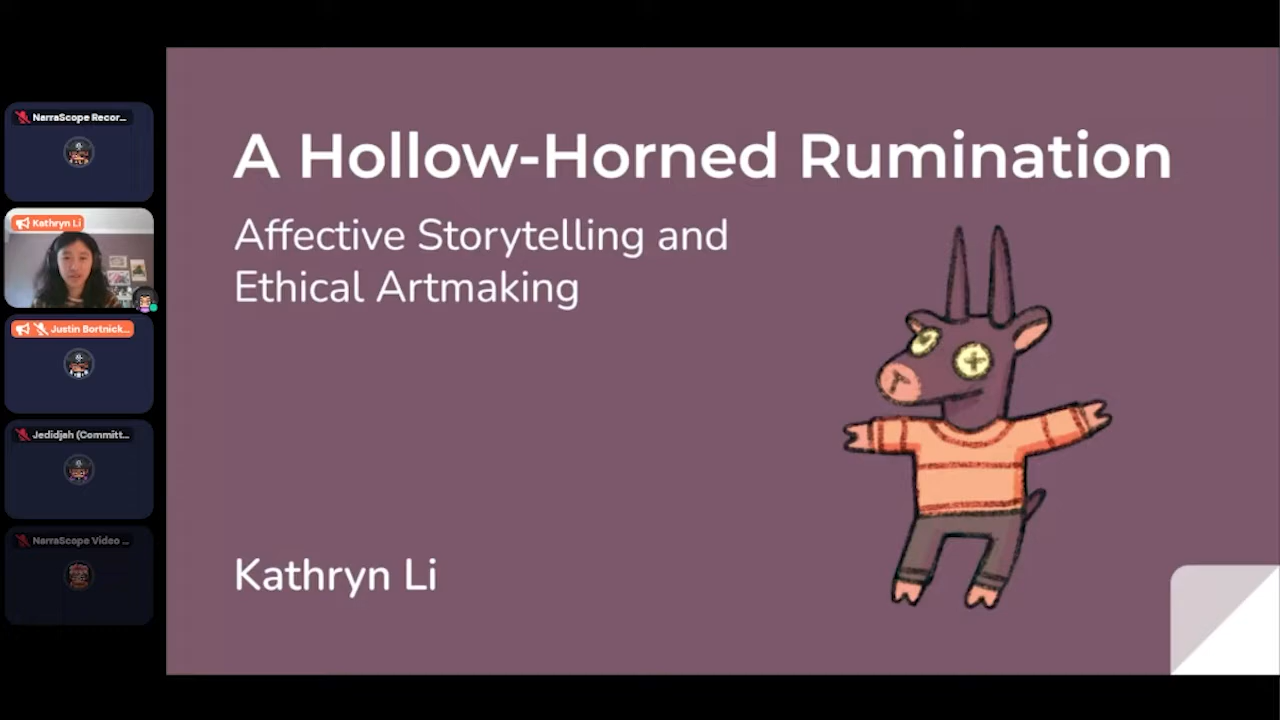 NarraScope Recor...
Kathryn Li
Justin Bortnick...
Jedidjah (Committ...
NarraScope Video ...
A Hollow-Horned Rumination
Affective Storytelling and
Ethical Artmaking
Kathryn Li